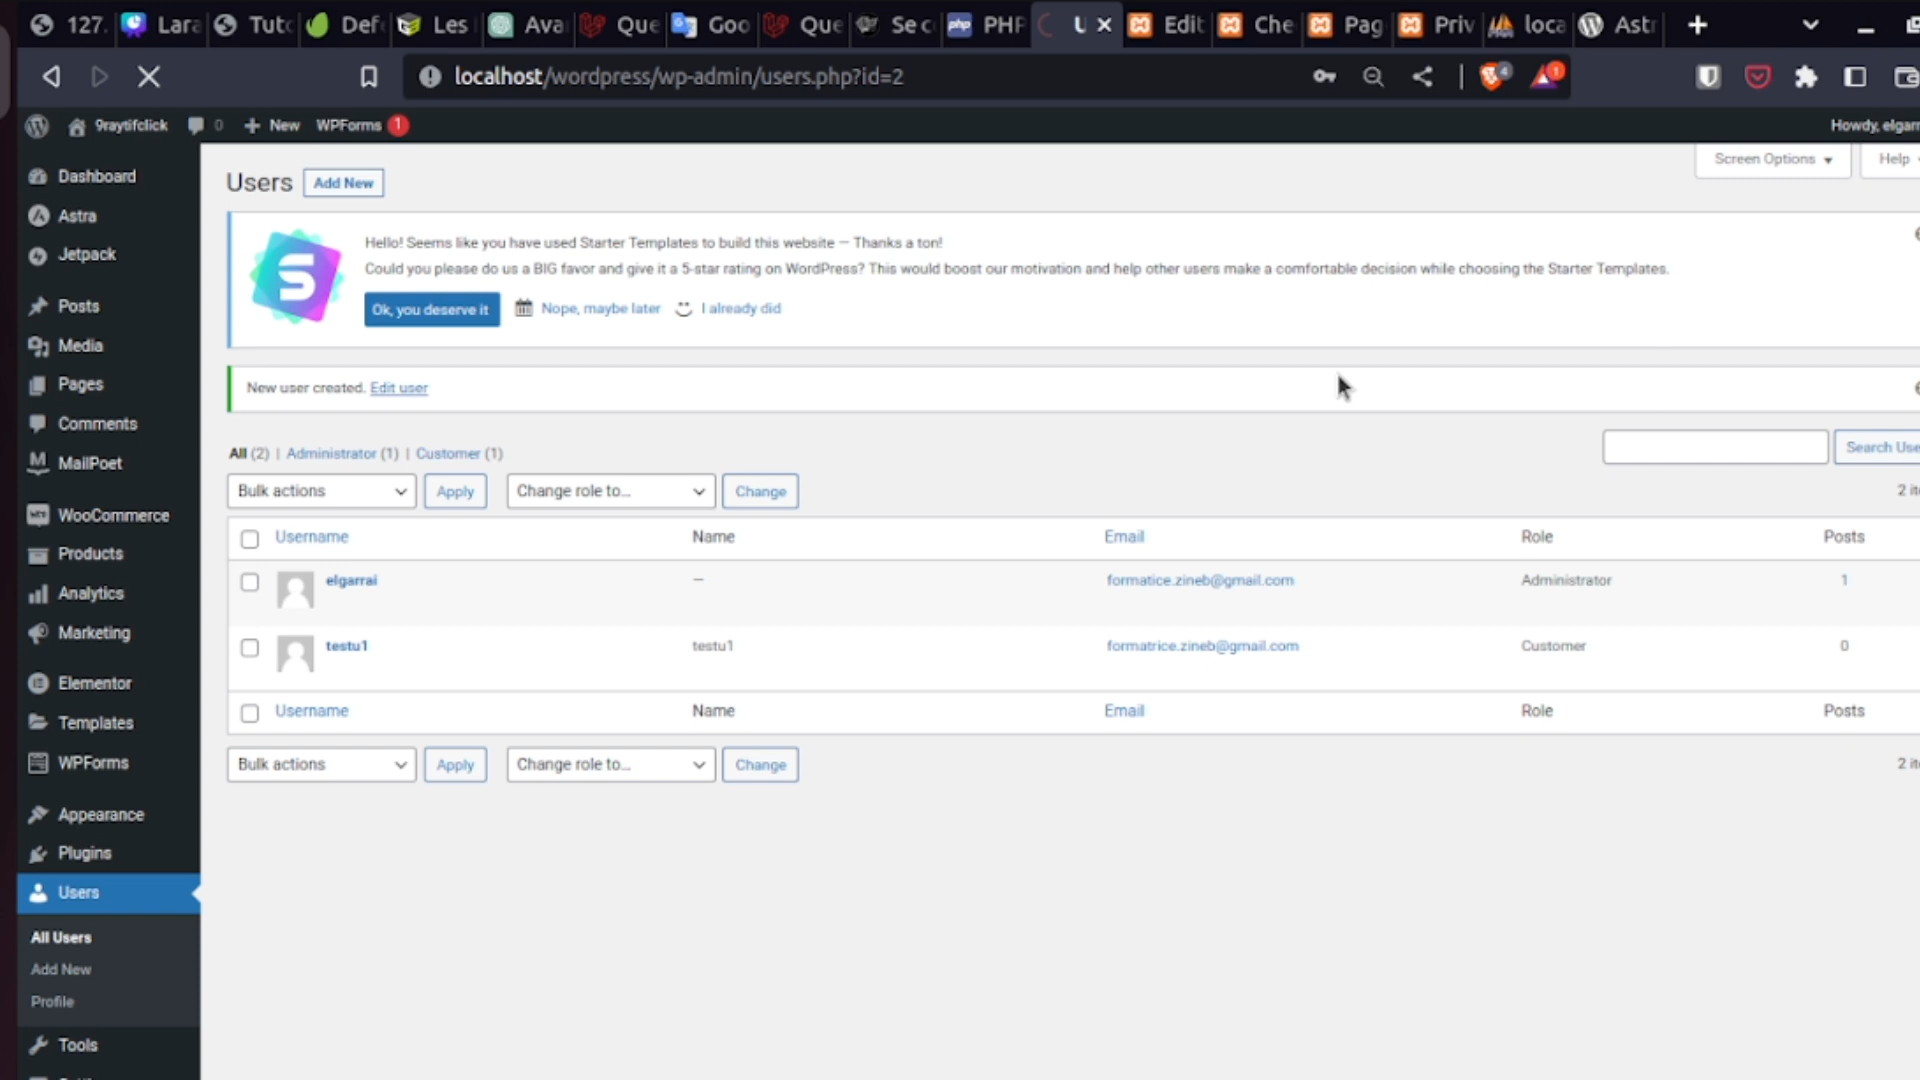 127. Lara Tuto Def Les Ava Que Goo Que Sec PHP U Edit Che Pag Priv loca Astr
localhost/wordpress/wp-admin/users.php?id=2
4 1
9raytifclick 0 New WPForms 1 Howdy, elgarr
Screen Options Help
Dashboard
Astra
Jetpack
Posts
Media
Pages
Comments
MailPoet
WooCommerce
Products
Analytics
Marketing
Elementor
Templates
WPForms
Appearance
Plugins
Users
All Users
Add New
Profile
Tools
Users Add New
Hello! Seems like you have used Starter Templates to build this website — Thanks a ton!
Could you please do us a BIG favor and give it a 5-star rating on WordPress? This would boost our motivation and help other users make a comfortable decision while choosing the Starter Templates.
Ok, you deserve it Nope, maybe later I already did
New user created. Edit user
All (2) | Administrator (1) | Customer (1)
Search Use
Bulk actions Apply Change role to... Change 2 it
Username Name Email Role Posts
elgarrai — formatice.zineb@gmail.com Administrator 1
testu1 testu1 formatrice.zineb@gmail.com Customer 0
Username Name Email Role Posts
Bulk actions Apply Change role to... Change 2 it